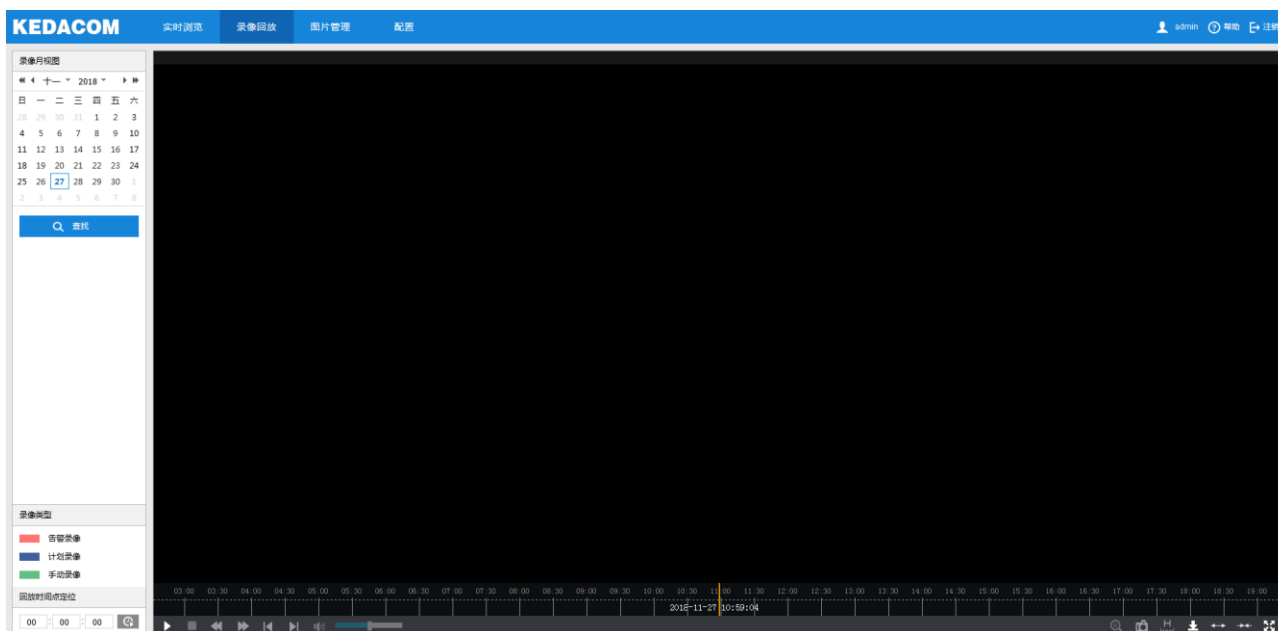 KEDACOM 实时浏览 录像回放 图片管理 配置 admin 帮助 注销
录像月视图
十一 2018
日 一 二 三 四 五 六
28 29 30 31 1 2 3
4 5 6 7 8 9 10
11 12 13 14 15 16 17
18 19 20 21 22 23 24
25 26 27 28 29 30 1
2 3 4 5 6 7 8
查找
录像类型
告警录像
计划录像
手动录像
回放时间点定位
00 : 00 : 00
03:00 03:30 04:00 04:30 05:00 05:30 06:00 06:30 07:00 07:30 08:00 08:30 09:00 09:30 10:00 10:30 11:00 11:30 12:00 12:30 13:00 13:30 14:00 14:30 15:00 15:30 16:00 16:30 17:00 17:30 18:00 18:30 19:00
2018-11-27 10:59:04